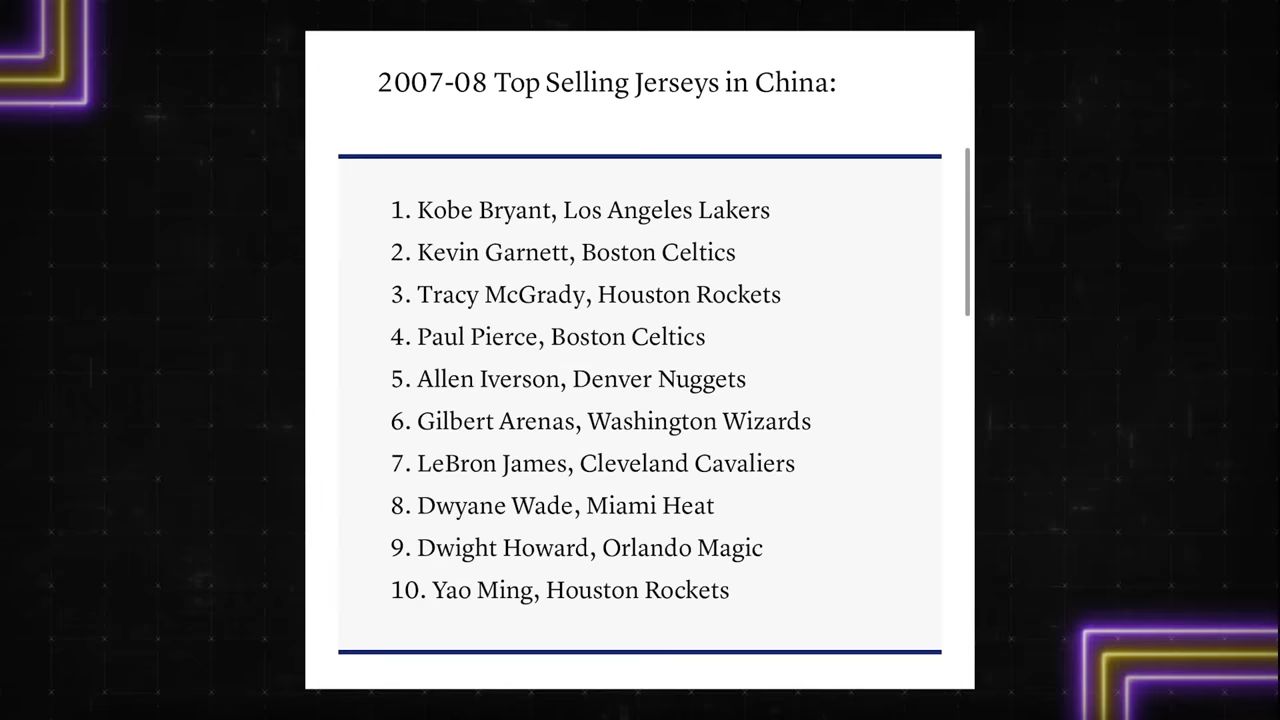 2007-08 Top Selling Jerseys in China:
1. Kobe Bryant, Los Angeles Lakers
2. Kevin Garnett, Boston Celtics
3. Tracy McGrady, Houston Rockets
4. Paul Pierce, Boston Celtics
5. Allen Iverson, Denver Nuggets
6. Gilbert Arenas, Washington Wizards
7. LeBron James, Cleveland Cavaliers
8. Dwyane Wade, Miami Heat
9. Dwight Howard, Orlando Magic
10. Yao Ming, Houston Rockets